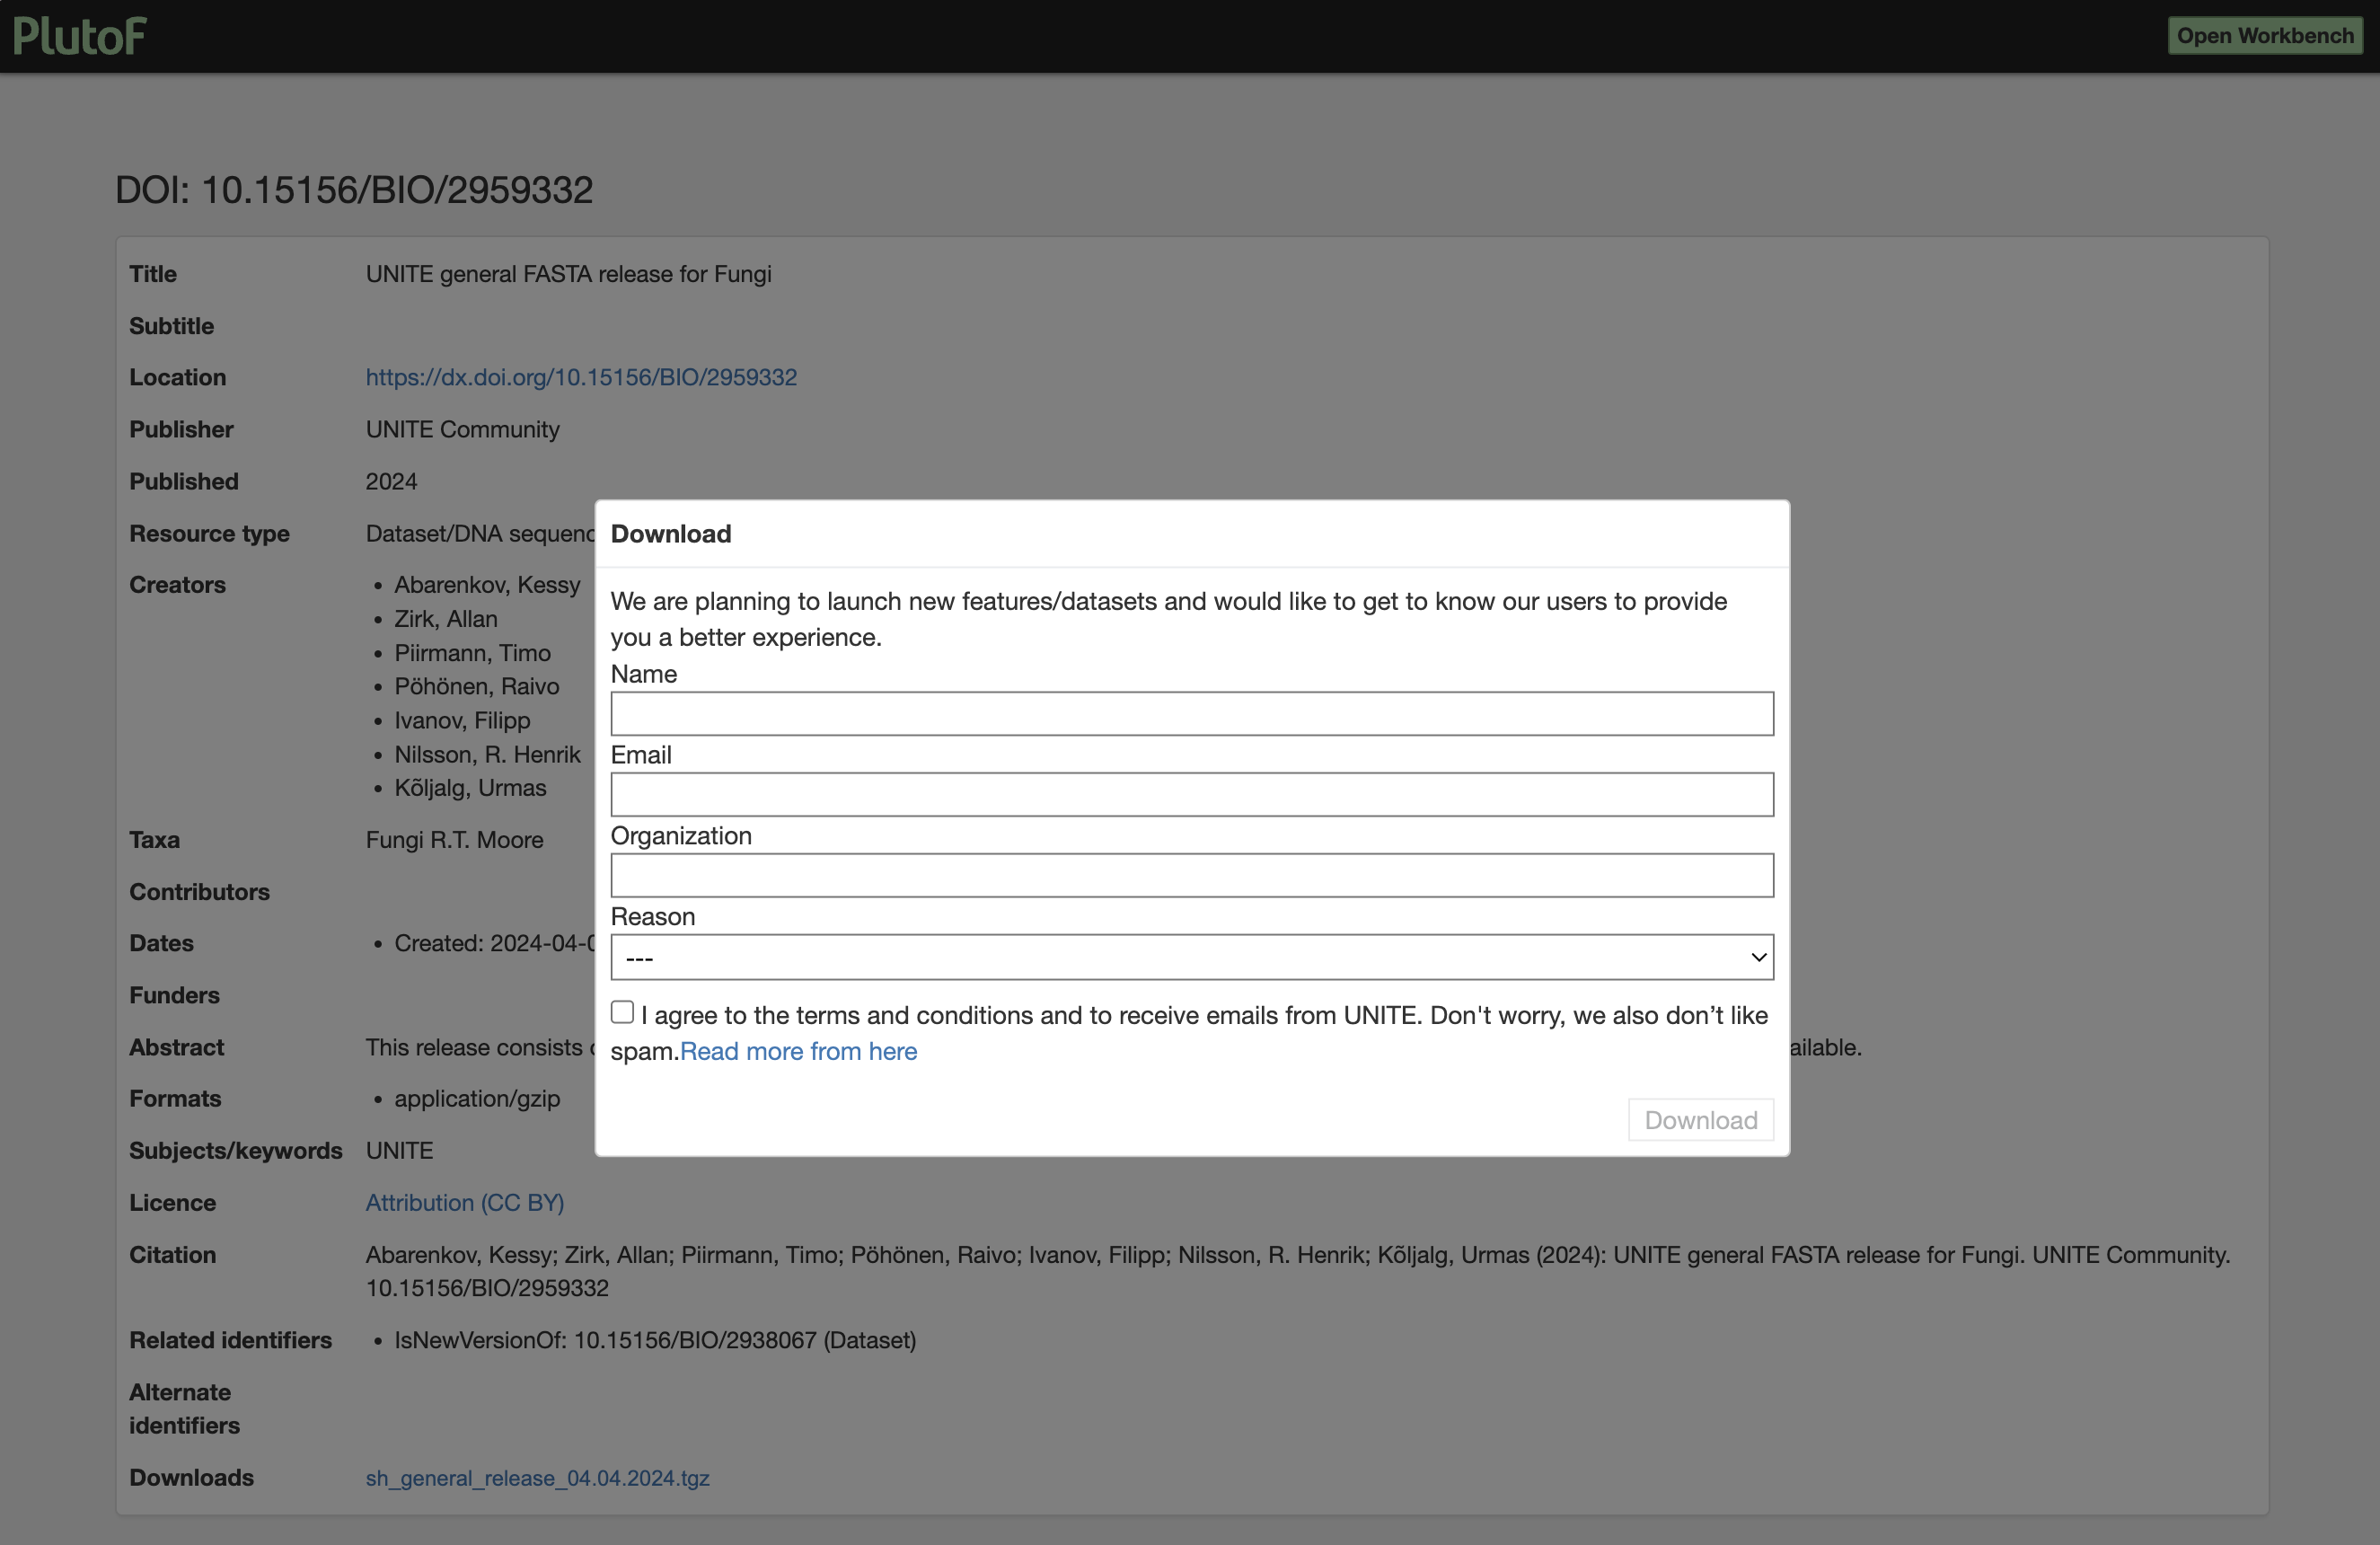 PlutoF
Open Workbench
DOI: 10.15156/BIO/2959332
Title UNITE general FASTA release for Fungi
Subtitle
Location https://dx.doi.org/10.15156/BIO/2959332
Publisher UNITE Community
Published 2024
Resource type Dataset/DNA
Creators
• Abarenkov, Kessy
• Zirk, Allan
• Piirmann, Timo
• Pöhönen, Raivo
• Ivanov, Filipp
• Nilsson, R. Henrik
• Kõljalg, Urmas
Taxa Fungi R.T. Moore
Contributors
Dates
• Created: 2024-04-
Funders
Abstract This release consists
Formats
• application/gzip
Subjects/keywords UNITE
Licence Attribution (CC BY)
Citation Abarenkov, Kessy; Zirk, Allan; Piirmann, Timo; Pöhönen, Raivo; Ivanov, Filipp; Nilsson, R. Henrik; Kõljalg, Urmas (2024): UNITE general FASTA release for Fungi. UNITE Community.
10.15156/BIO/2959332
Related identifiers • IsNewVersionOf: 10.15156/BIO/2938067 (Dataset)
Alternate
identifiers
Downloads sh_general_release_04.04.2024.tgz
Download
We are planning to launch new features/datasets and would like to get to know our users to provide
you a better experience.
Name
Email
Organization
Reason
---
I agree to the terms and conditions and to receive emails from UNITE. Don't worry, we also don’t like
spam.Read more from here
Download